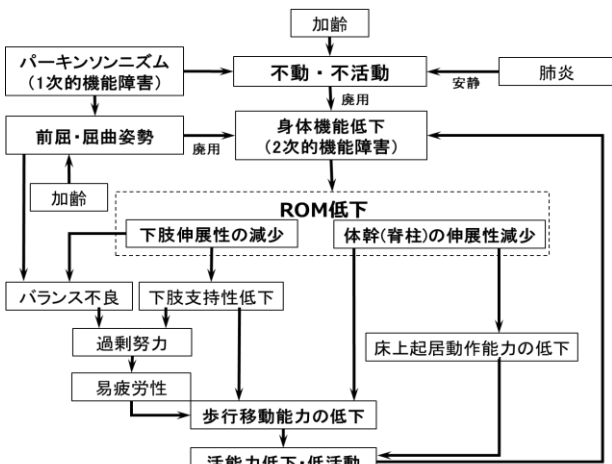 加齢
パーキンソンニズム
(1次的機能障害)
不動・不活動
安静
肺炎
廃用
前屈・屈曲姿勢
廃用
身体機能低下
(2次的機能障害)
加齢
ROM低下
下肢伸展性の減少
体幹(脊柱)の伸展性減少
バランス不良
下肢支持性低下
過剰努力
床上起居動作能力の低下
易疲労性
歩行移動能力の低下
活能力低下・低活動